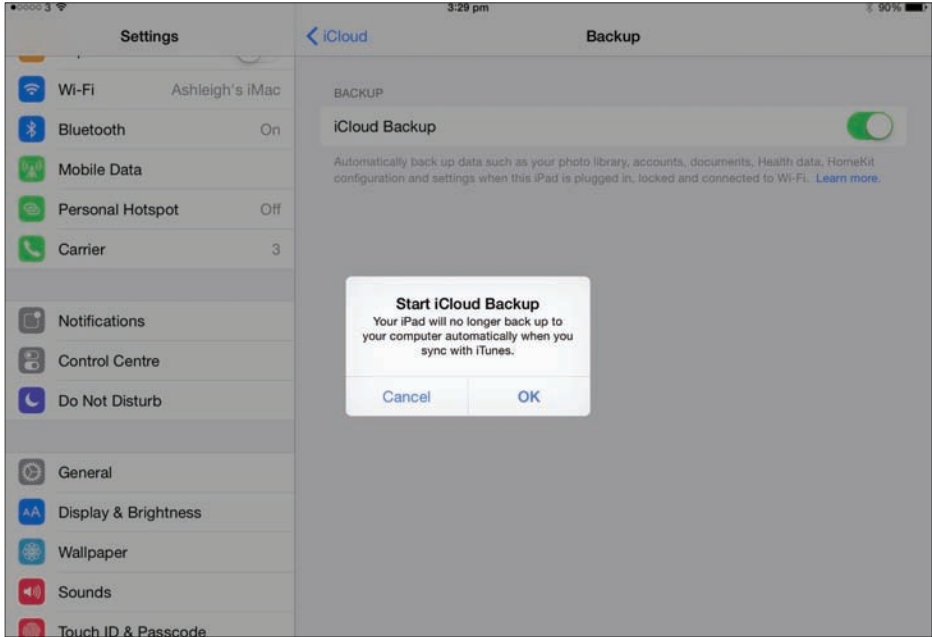 3
3:29 pm
90%
Settings
iCloud
Backup
Wi-Fi
Ashleigh's iMac
Bluetooth
On
Mobile Data
Personal Hotspot
Off
Carrier
3
Notifications
Control Centre
Do Not Disturb
General
Display & Brightness
AA
Wallpaper
Sounds
Touch ID & Passcode
BACKUP
iCloud Backup
Automatically back up data such as your photo library, accounts, documents, Health data, HomeKit
configuration and settings when this iPad is plugged in, locked and connected to Wi-Fi. Learn more.
Start iCloud Backup
Your iPad will no longer back up to
your computer automatically when you
sync with iTunes.
Cancel
OK